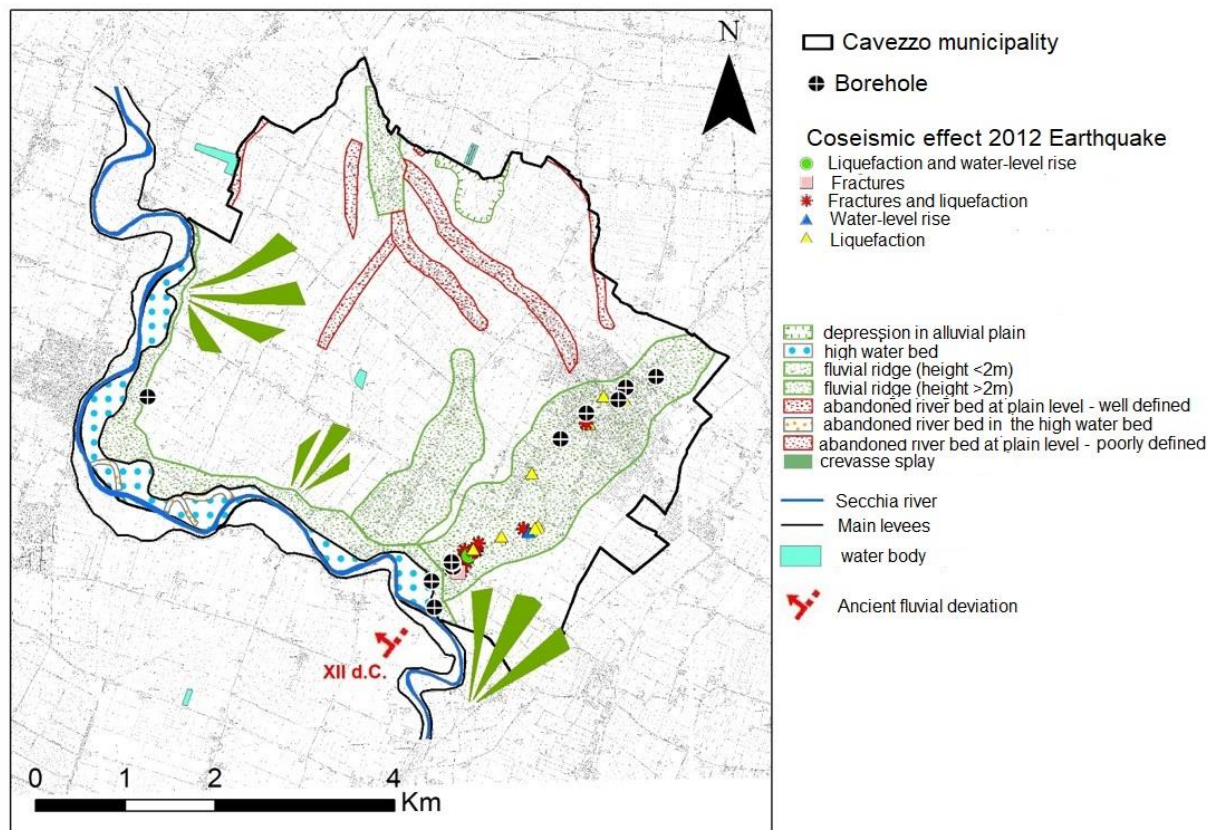 N
XII d.C.
0 1 2 4
Km
Cavezzo municipality
Borehole
Coseismic effect 2012 Earthquake
Liquefaction and water-level rise
Fractures
Fractures and liquefaction
Water-level rise
Liquefaction
depression in alluvial plain
high water bed
fluvial ridge (height <2m)
fluvial ridge (height >2m)
abandoned river bed at plain level - well defined
abandoned river bed in the high water bed
abandoned river bed at plain level - poorly defined
crevasse splay
Secchia river
Main levees
water body
Ancient fluvial deviation